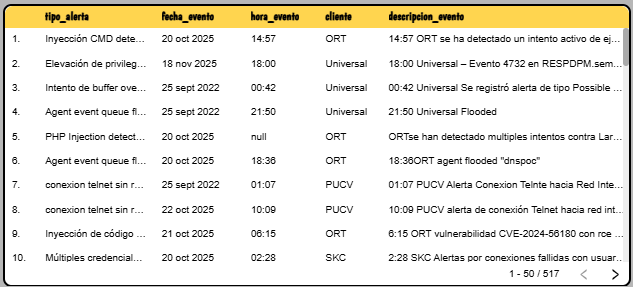 tipo_alerta fecha_evento hora_evento cliente descripcion_evento
1. Inyección CMD dete... 20 oct 2025 14:57 ORT 14:57 ORT se ha detectado un intento activo de ej...
2. Elevación de privileg... 18 nov 2025 18:00 Universal 18:00 Universal – Evento 4732 en RESPDPM.sem...
3. Intento de buffer ove... 25 sept 2022 00:42 Universal 00:42 Universal Se registró alerta de tipo Possible ...
4. Agent event queue fl... 25 sept 2022 21:50 Universal 21:50 Universal Flooded
5. PHP Injection detect... 20 oct 2025 null ORT ORTse han detectado multiples intentos contra Lar...
6. Agent event queue fl... 20 oct 2025 18:36 ORT 18:36ORT agent flooded "dnspoc"
7. conexion telnet sin r... 25 sept 2022 01:07 PUCV 01:07 PUCV Alerta Conexion Telnte hacia Red Inte...
8. conexion telnet sin r... 22 oct 2025 10:09 PUCV 10:09 PUCV alerta de conexión Telnet hacia red int...
9. Inyección de código ... 21 oct 2025 06:15 ORT 6:15 ORT vulnerabilidad CVE-2024-56180 con rce ...
10. Múltiples credencial... 20 oct 2025 02:28 SKC 2:28 SKC Alertas por conexiones fallidas con usuar...
1 - 50 / 517